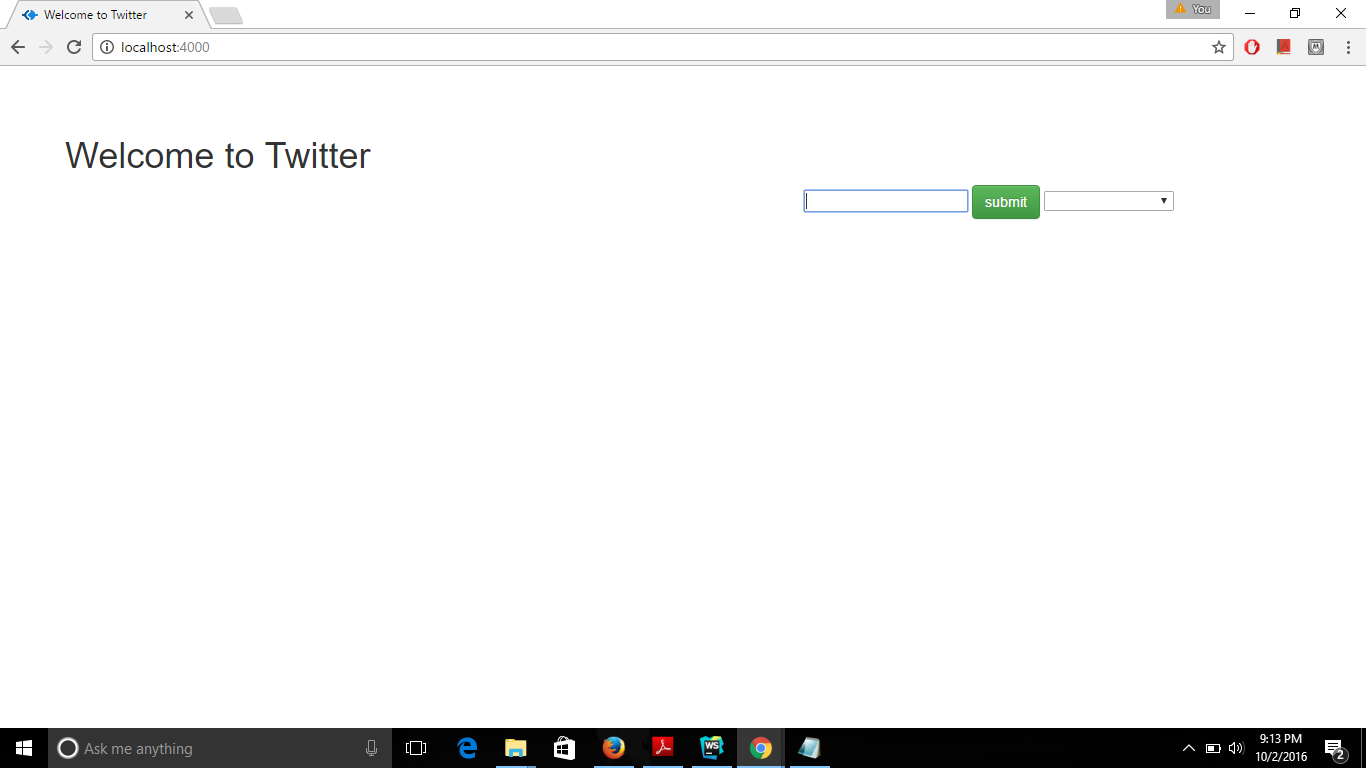 Welcome to Twitter
You
localhost:4000
Welcome to Twitter
submit
Ask me anything
WS
9:13 PM
10/2/2016
2